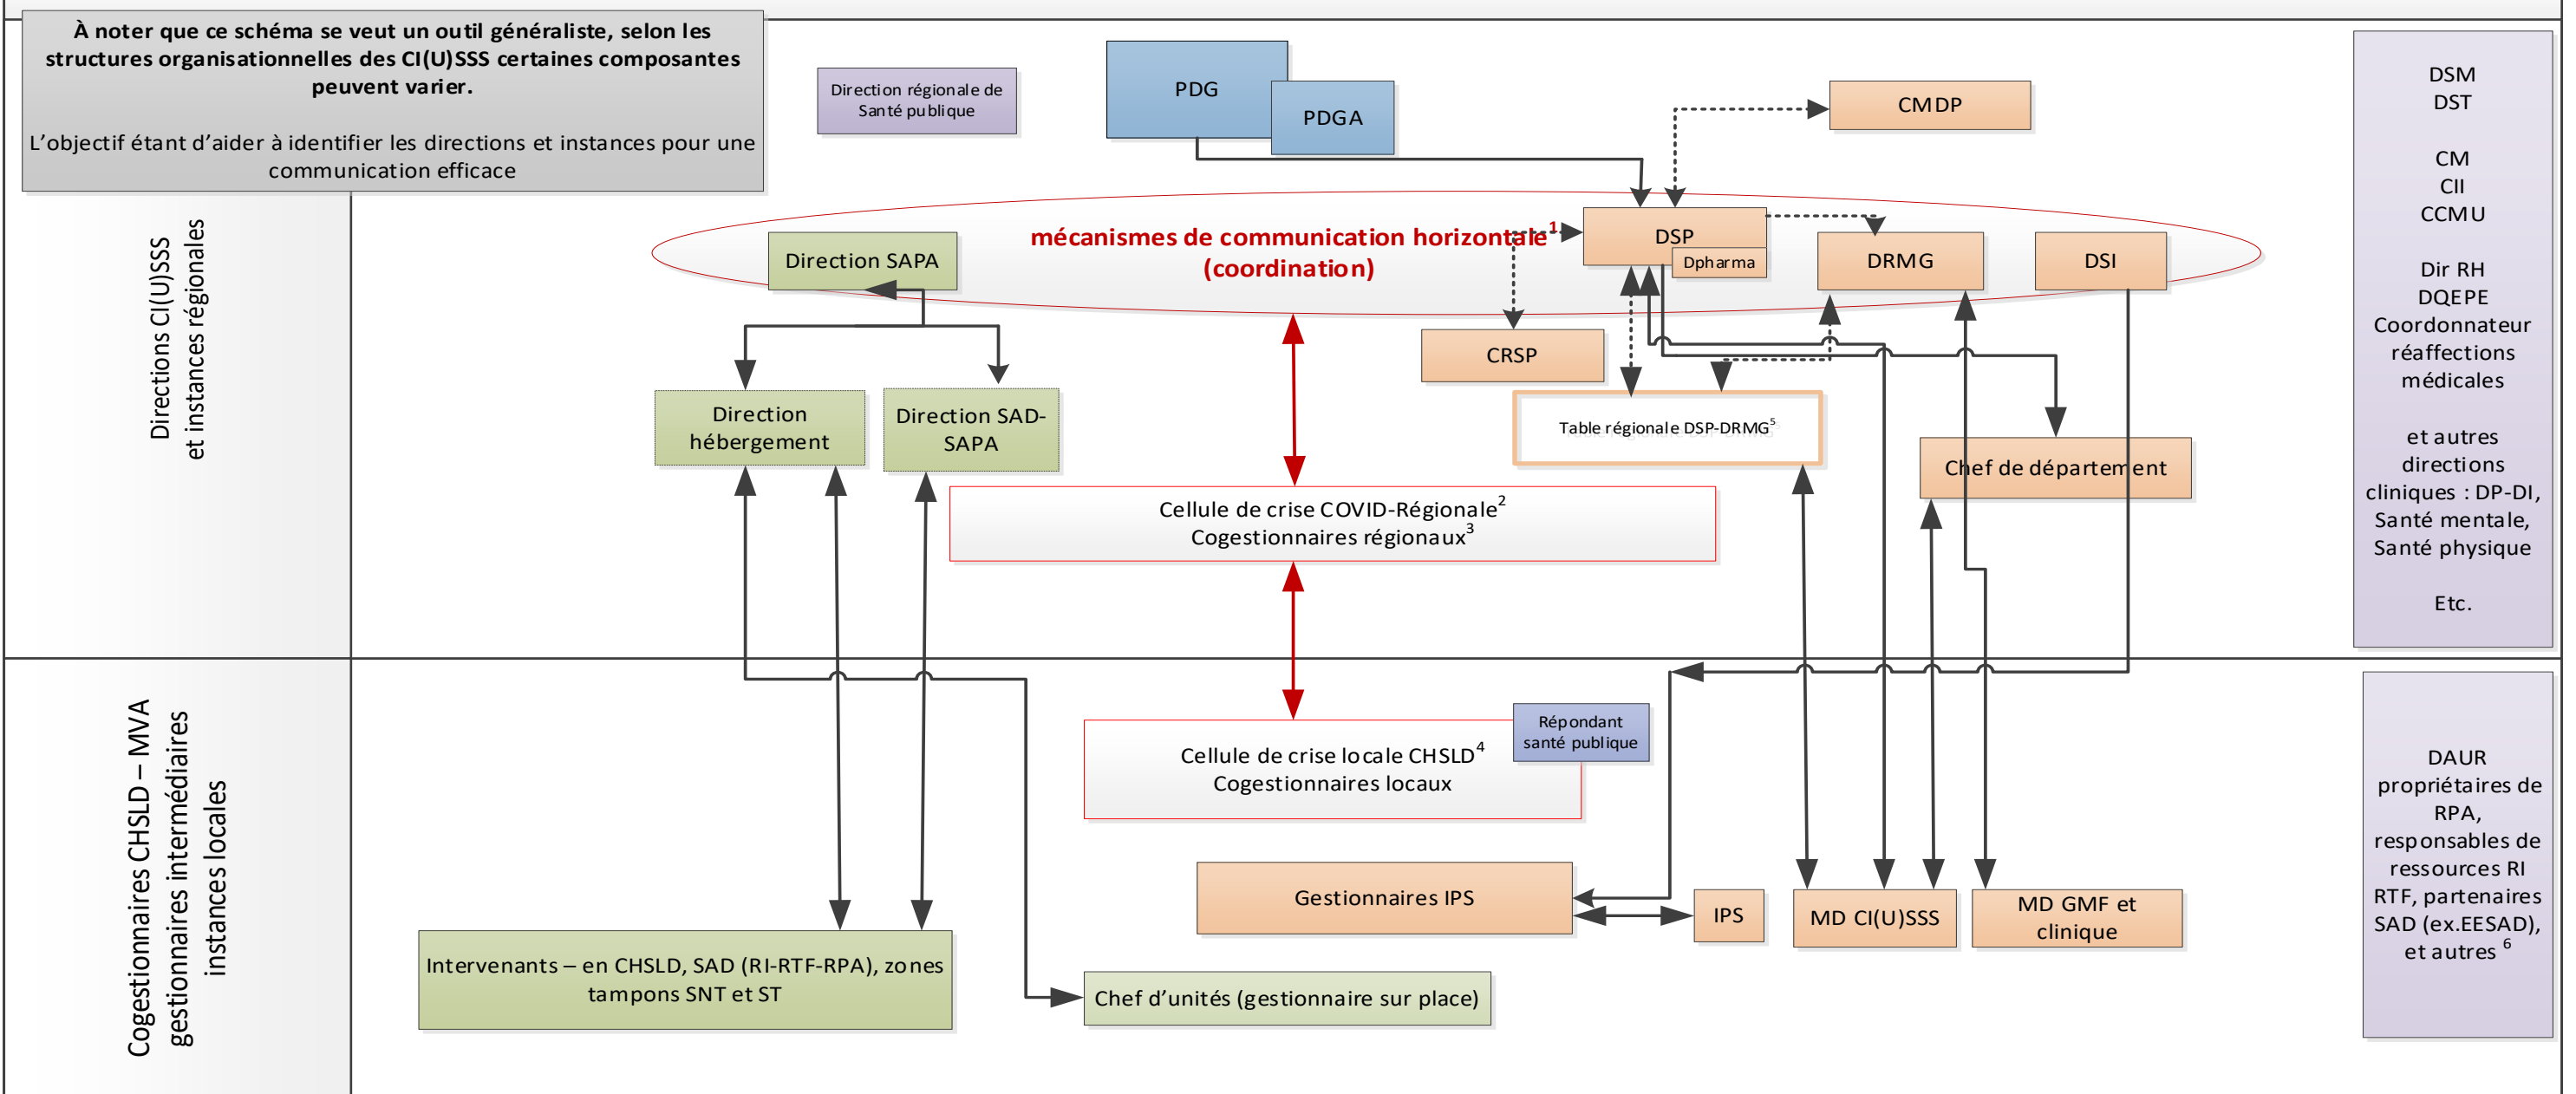 À noter que ce schéma se veut un outil généraliste, selon les
structures organisationnelles des CI(U)SSS certaines composantes
peuvent varier.
L’objectif étant d’aider à identifier les directions et instances pour une
communication efficace
Directions CI(U)SSS
et instances régionales
Direction régionale de
Santé publique
PDG
PDGA
CMDP
mécanismes de communication horizontale1
(coordination)
Direction SAPA
DSP
Dpharma
DRMG
DSI
CRSP
Direction
hébergement
Direction SAD-
SAPA
Table régionale DSP-DRMG5
Chef de département
Cellule de crise COVID-Régionale2
Cogestionnaires régionaux3
DSM
DST
CM
CII
CCMU
Dir RH
DQEPE
Coordonnateur
réaffections
médicales
et autres
directions
cliniques : DP-DI,
Santé mentale,
Santé physique
Etc.
Cogestionnaires CHSLD – MVA
gestionnaires intermédiaires
instances locales
Répondant
santé publique
Cellule de crise locale CHSLD4
Cogestionnaires locaux
Gestionnaires IPS
IPS
MD CI(U)SSS
MD GMF et
clinique
Intervenants – en CHSLD, SAD (RI-RTF-RPA), zones
tampons SNT et ST
Chef d’unités (gestionnaire sur place)
DAUR
propriétaires de
RPA,
responsables de
ressources RI
RTF, partenaires
SAD (ex.EESAD),
et autres 6